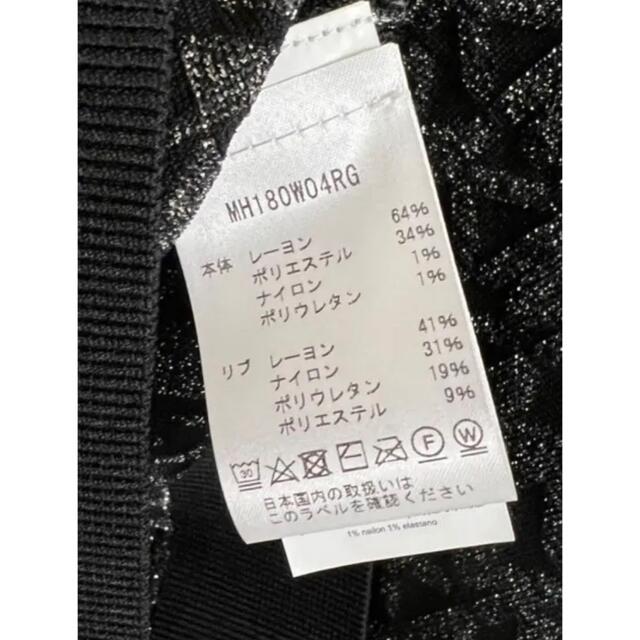 MH180W04RG
本体 レーヨン 64%
ポリエステル 34%
ナイロン 1%
ポリウレタン 1%
リブ レーヨン 41%
ナイロン 31%
ポリウレタン 19%
ポリエステル 9%
30 F W
日本国内の取扱いは
このラベルを確認ください
1% nailon 1% elastano